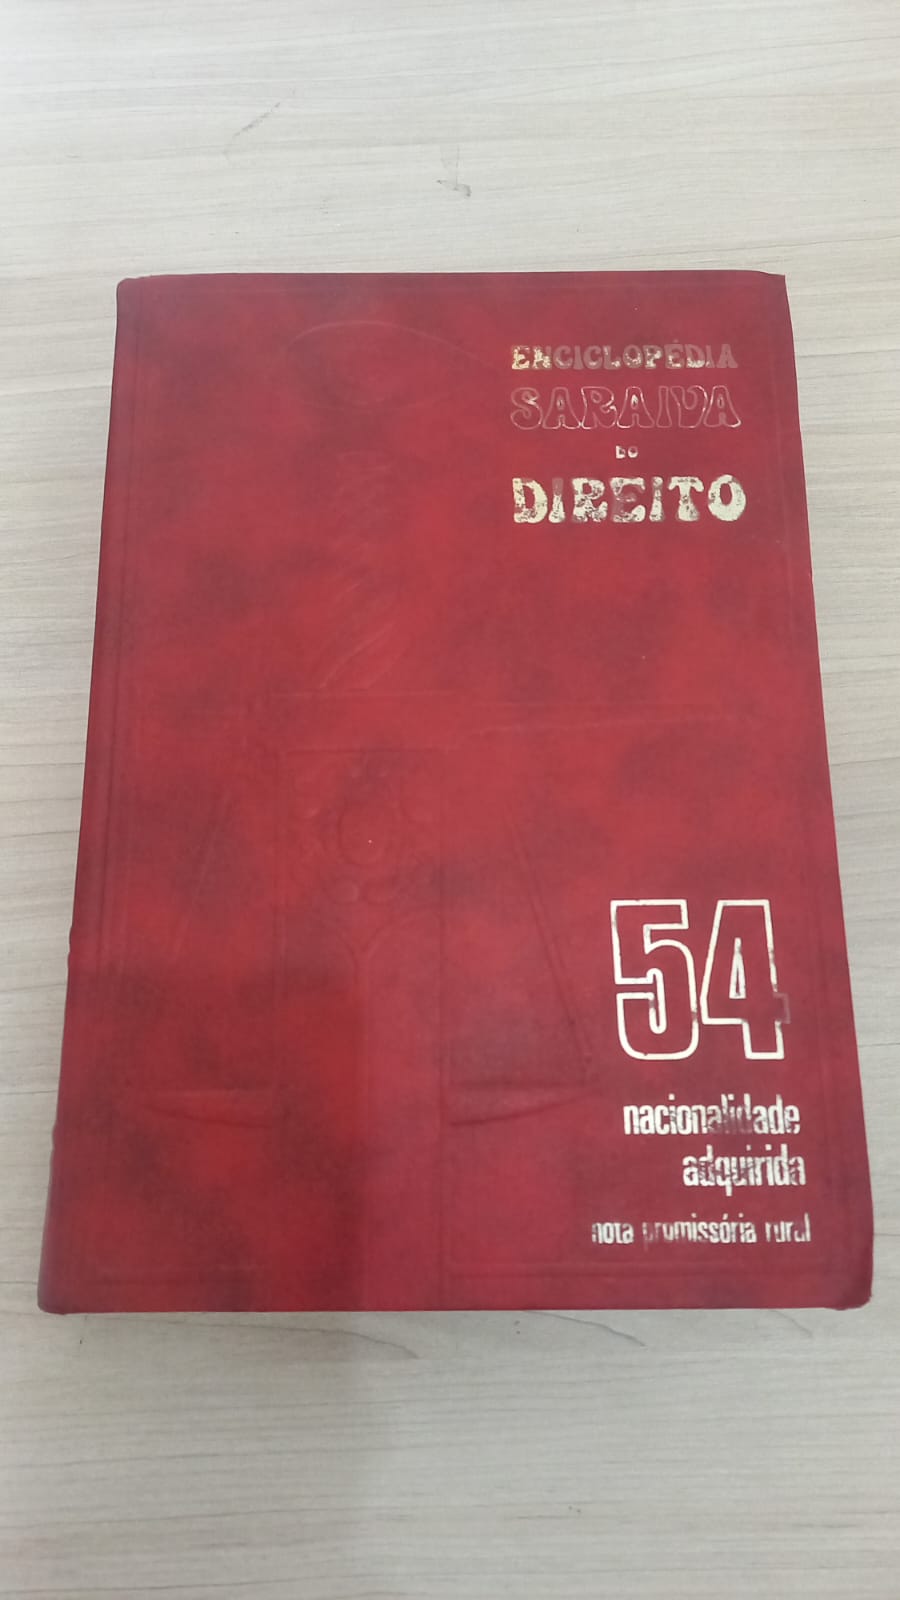 ENCICLOPÉDIA
SARAIVA
DO
DIREITO
54
nacionalidade
adquirida
nota promissória rural